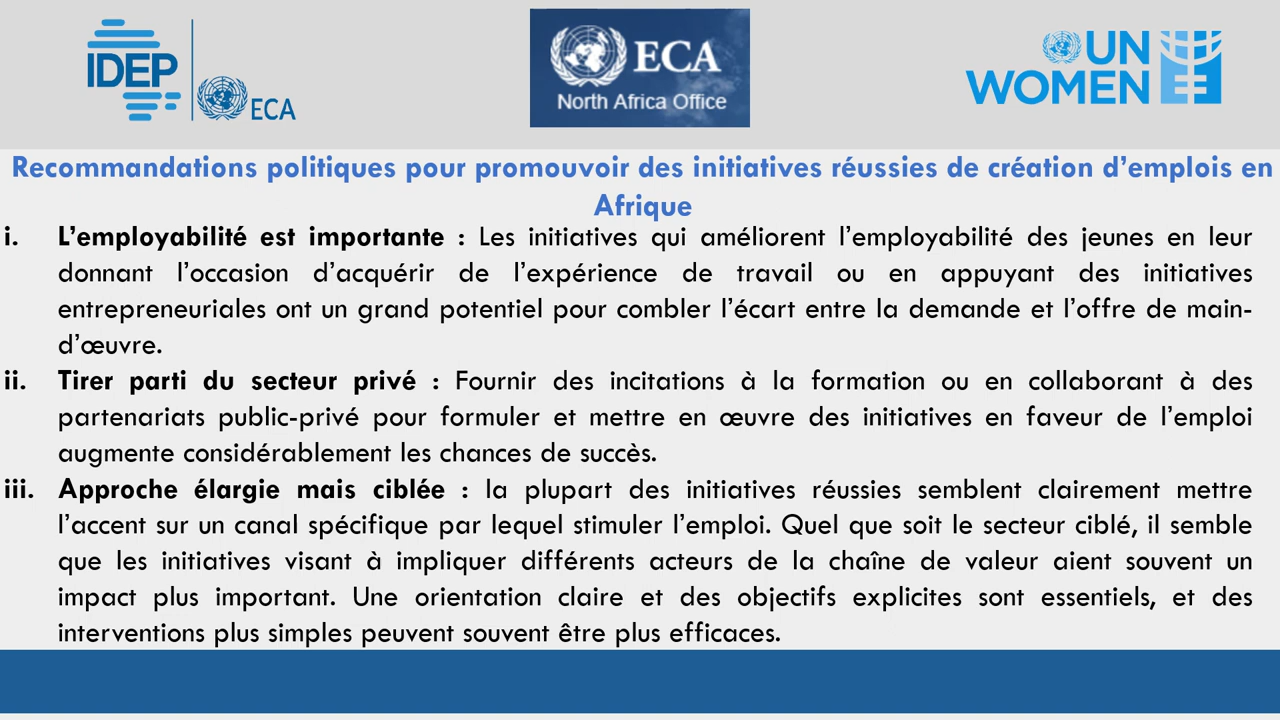 IDEP
ECA
ECA
North Africa Office
UN
WOMEN
Recommandations politiques pour promouvoir des initiatives réussies de création d’emplois en
Afrique
i. L’employabilité est importante : Les initiatives qui améliorent l’employabilité des jeunes en leur
donnant l’occasion d’acquérir de l’expérience de travail ou en appuyant des initiatives
entrepreneuriales ont un grand potentiel pour combler l’écart entre la demande et l’offre de main-
d’œuvre.
ii. Tirer parti du secteur privé : Fournir des incitations à la formation ou en collaborant à des
partenariats public-privé pour formuler et mettre en œuvre des initiatives en faveur de l’emploi
augmente considérablement les chances de succès.
iii. Approche élargie mais ciblée : la plupart des initiatives réussies semblent clairement mettre
l’accent sur un canal spécifique par lequel stimuler l’emploi. Quel que soit le secteur ciblé, il semble
que les initiatives visant à impliquer différents acteurs de la chaîne de valeur aient souvent un
impact plus important. Une orientation claire et des objectifs explicites sont essentiels, et des
interventions plus simples peuvent souvent être plus efficaces.